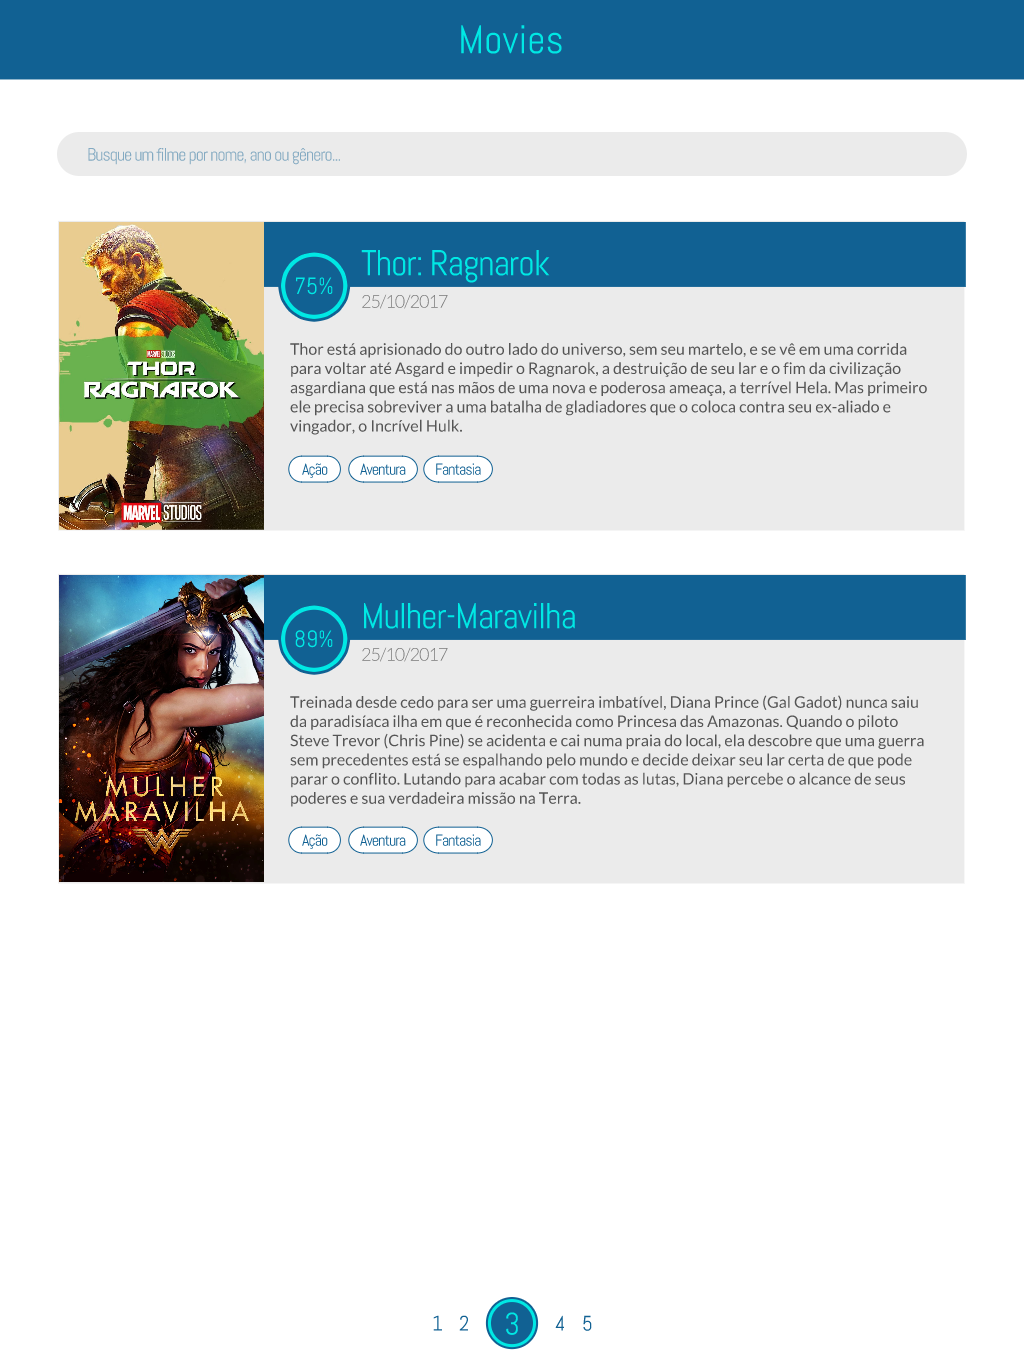 Movies
Busque um filme por nome, ano ou gênero...
MARVEL STUDIOS
THOR
RAGNAROK
MARVEL STUDIOS
75%
Thor: Ragnarok
25/10/2017
Thor está aprisionado do outro lado do universo, sem seu martelo, e se vê em uma corrida
para voltar até Asgard e impedir o Ragnarok, a destruição de seu lar e o fim da civilização
asgardiana que está nas mãos de uma nova e poderosa ameaça, a terrível Hela. Mas primeiro
ele precisa sobreviver a uma batalha de gladiadores que o coloca contra seu ex-aliado e
vingador, o Incrível Hulk.
Ação Aventura Fantasia
MULHER
MARAVILHA
89%
Mulher-Maravilha
25/10/2017
Treinada desde cedo para ser uma guerreira imbatível, Diana Prince (Gal Gadot) nunca saiu
da paradisíaca ilha em que é reconhecida como Princesa das Amazonas. Quando o piloto
Steve Trevor (Chris Pine) se acidenta e cai numa praia do local, ela descobre que uma guerra
sem precedentes está se espalhando pelo mundo e decide deixar seu lar certa de que pode
parar o conflito. Lutando para acabar com todas as lutas, Diana percebe o alcance de seus
poderes e sua verdadeira missão na Terra.
Ação Aventura Fantasia
1 2 3 4 5